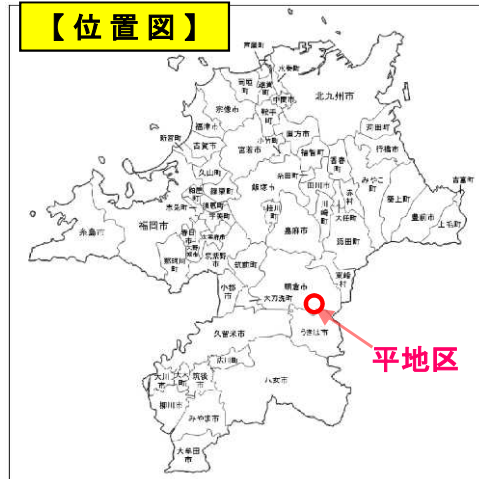 【位置図】
芦屋町
水巻町
岡垣町
遠賀町
中間市
北九州市
宗像市
鞍手町
苅田町
福津市
小竹町
直方市
新宮町
古賀市
宮若市
福智町
香春町
行橋市
みやこ町
吉富町
久山町
糸田町
田川市
赤村
築上町
粕屋町
篠栗町
飯塚市
大任町
豊前市
上毛町
志免町
須恵町
桂川町
川崎町
添田町
糸島市
福岡市
宇美町
嘉麻市
春日市
大野城市
太宰府市
筑紫野市
那珂川町
筑前町
東峰村
小郡市
朝倉市
大刀洗町
久留米市
うきは市
平地区
広川町
大川市
大木町
筑後市
八女市
柳川市
みやま市
大牟田市